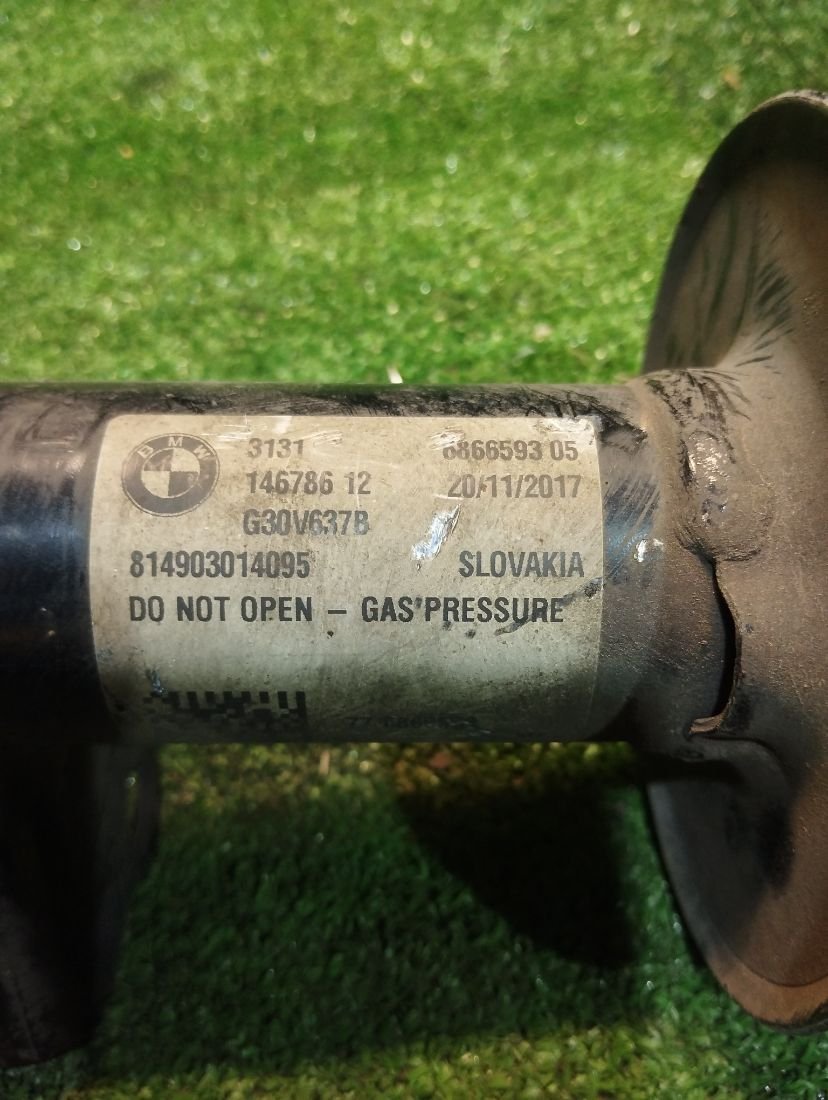 BMW
3131 6866593 05
146786 12 20/11/2017
G30V637B
814903014095 SLOVAKIA
DO NOT OPEN – GAS PRESSURE